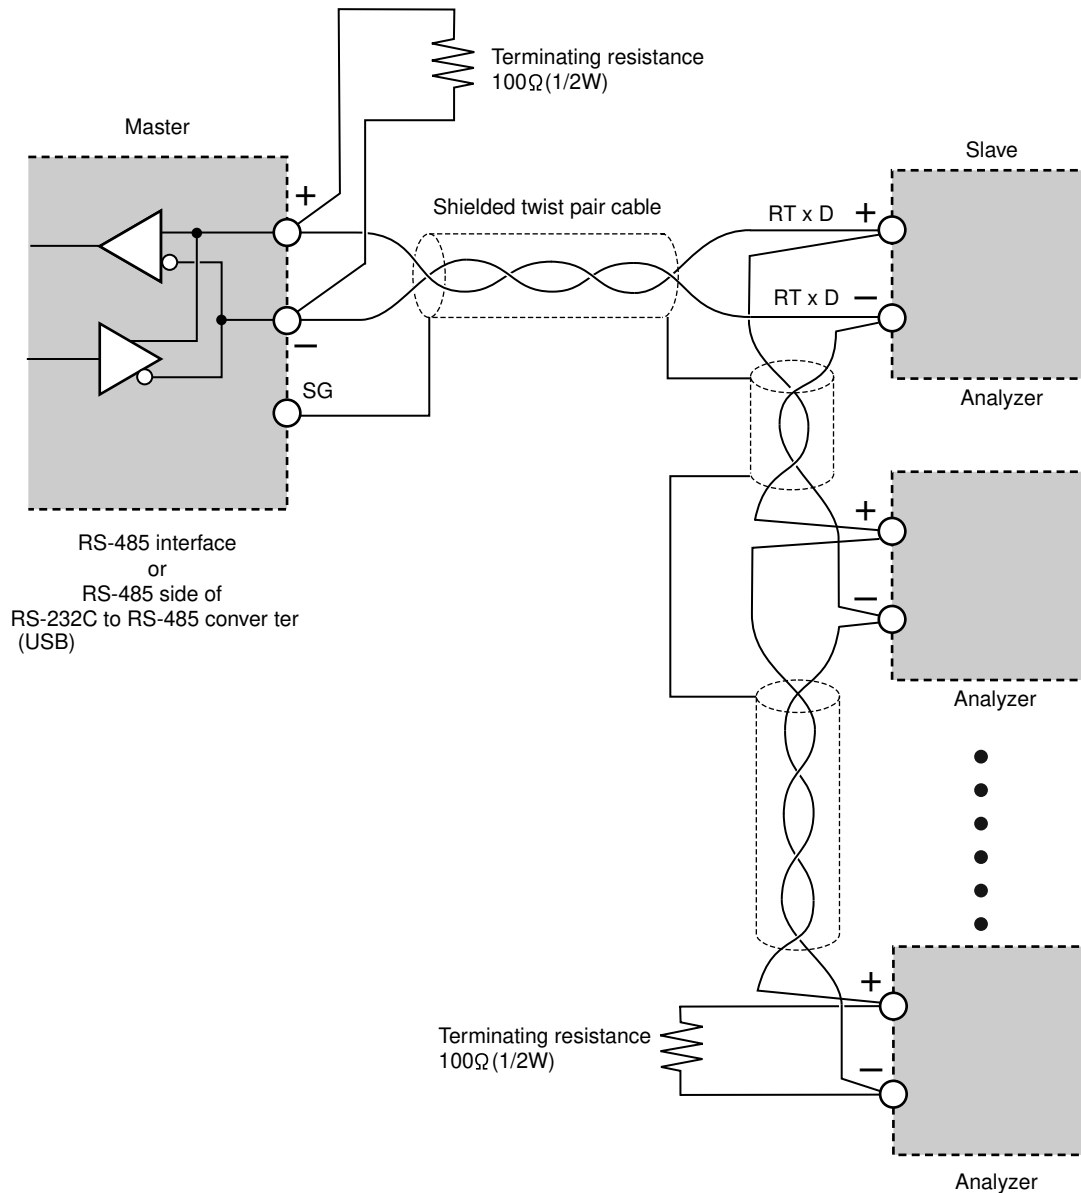 Terminating resistance
100Ω(1/2W)
Master
Slave
+
Shielded twist pair cable
RT x D +
RT x D −
−
SG
Analyzer
+
RS-485 interface
or
RS-485 side of
RS-232C to RS-485 conver ter
(USB)
−
Analyzer
+
Terminating resistance
100Ω(1/2W)
−
Analyzer